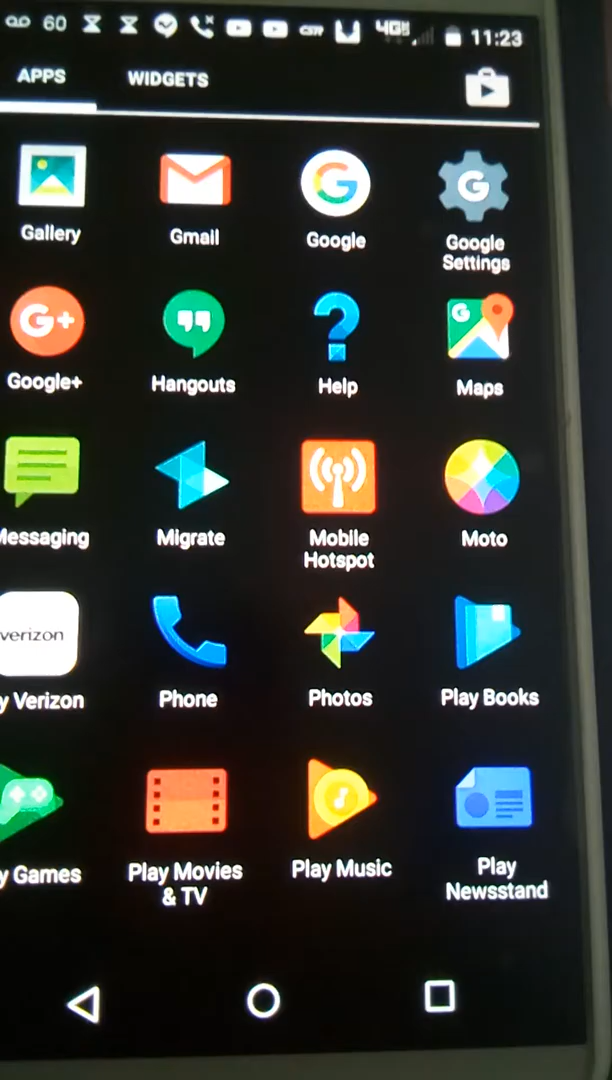 60 4G 11:23
APPS WIDGETS
Gallery Gmail Google Google
Settings
Google+ Hangouts Help Maps
Messaging Migrate Mobile Moto
Hotspot
verizon
y Verizon Phone Photos Play Books
y Games Play Movies Play Music Play
& TV Newsstand